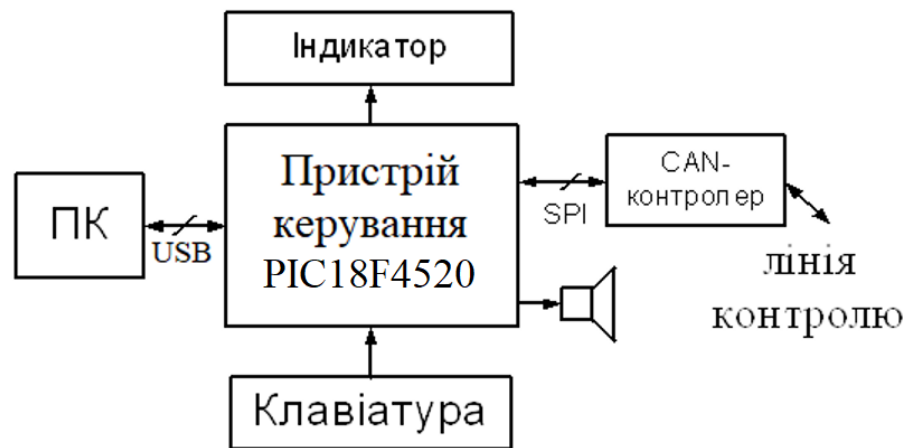 Індикатор
Пристрій
керування
PIC18F4520
ПК
USB
SPI
CAN-
контролер
лінія
контролю
Клавіатура